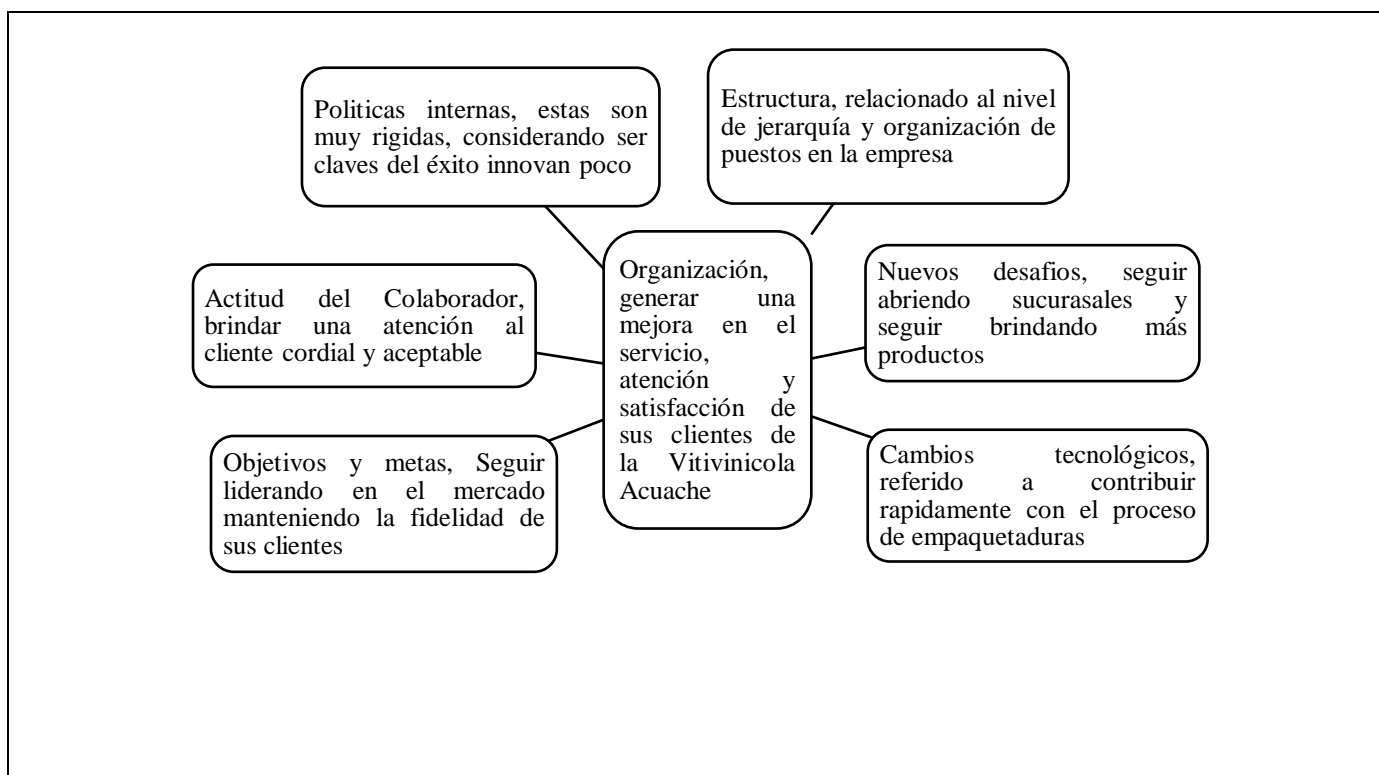 Politicas internas, estas son
muy rigidas, considerando ser
claves del éxito innovan poco
Estructura, relacionado al nivel
de jerarquía y organización de
puestos en la empresa
Actitud del Colaborador,
brindar una atención al
cliente cordial y aceptable
Organización,
generar una
mejora en el
servicio,
atención y
satisfacción de
sus clientes de
la Vitivinicola
Acuache
Nuevos desafios, seguir
abriendo sucurasales y
seguir brindando más
productos
Objetivos y metas, Seguir
liderando en el mercado
manteniendo la fidelidad de
sus clientes
Cambios tecnológicos,
referido a contribuir
rapidamente con el proceso
de empaquetaduras